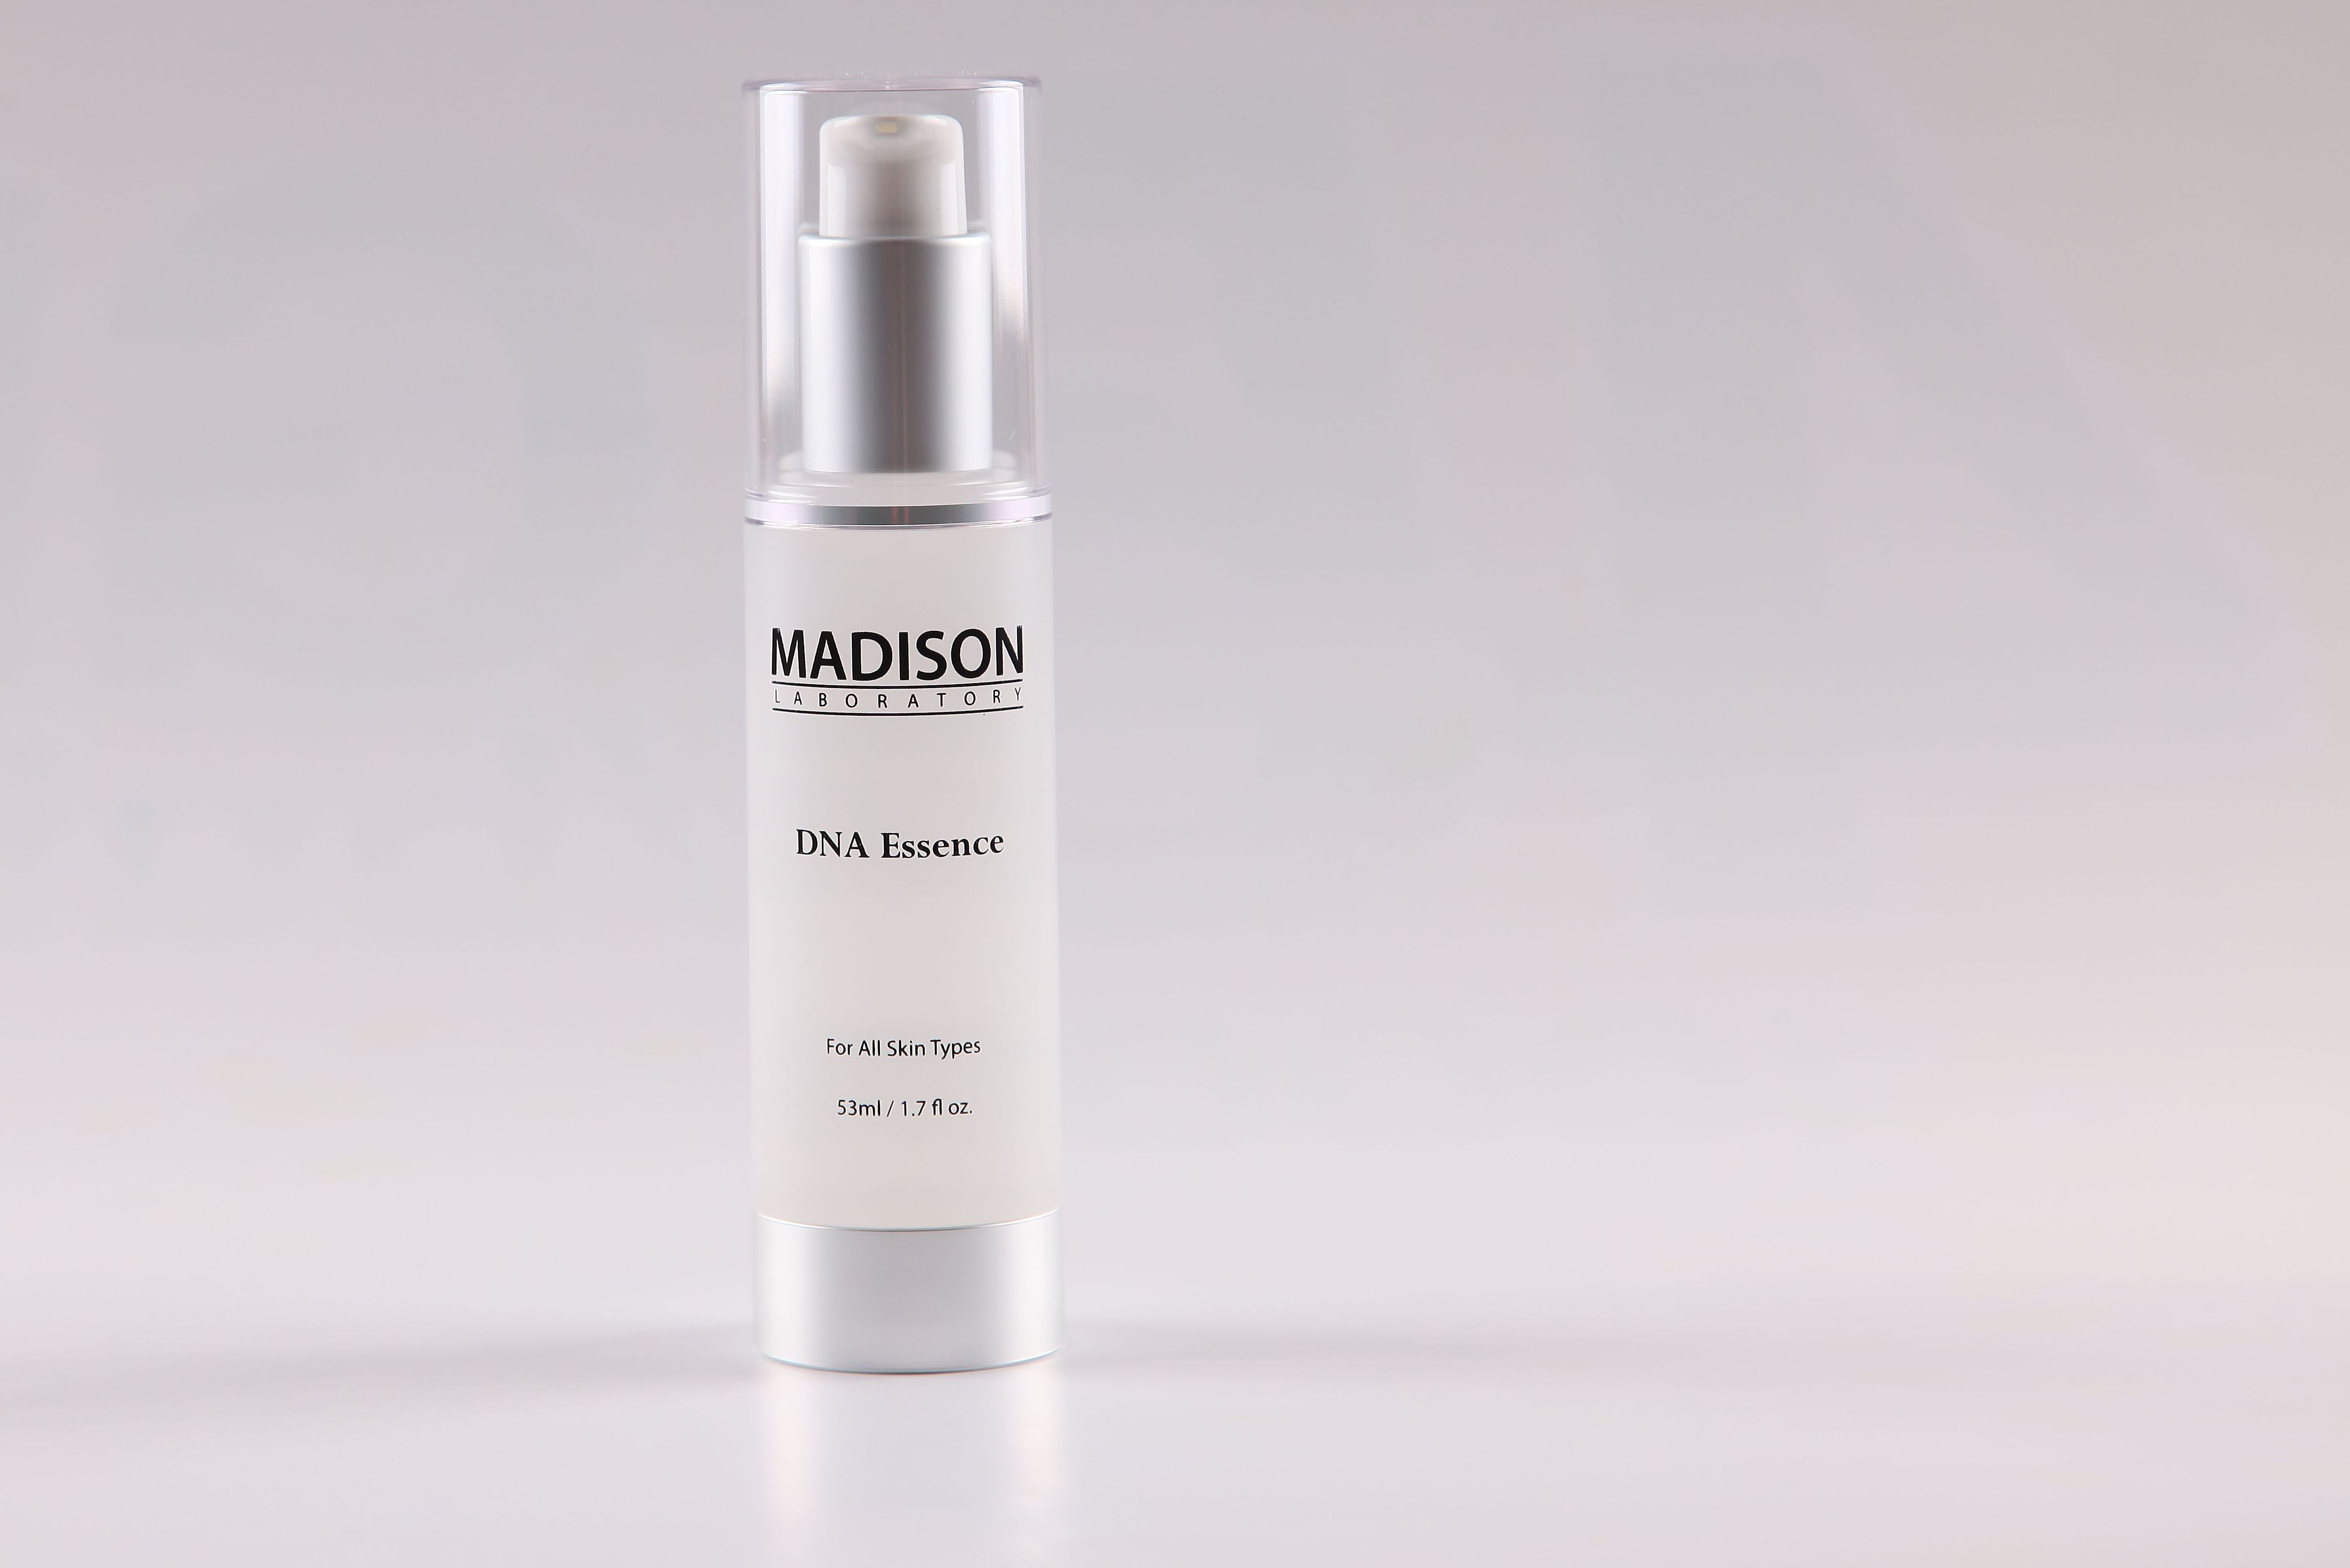 MADISON
LABORATORY
DNA Essence
For All Skin Types
53ml / 1.7 fl oz.